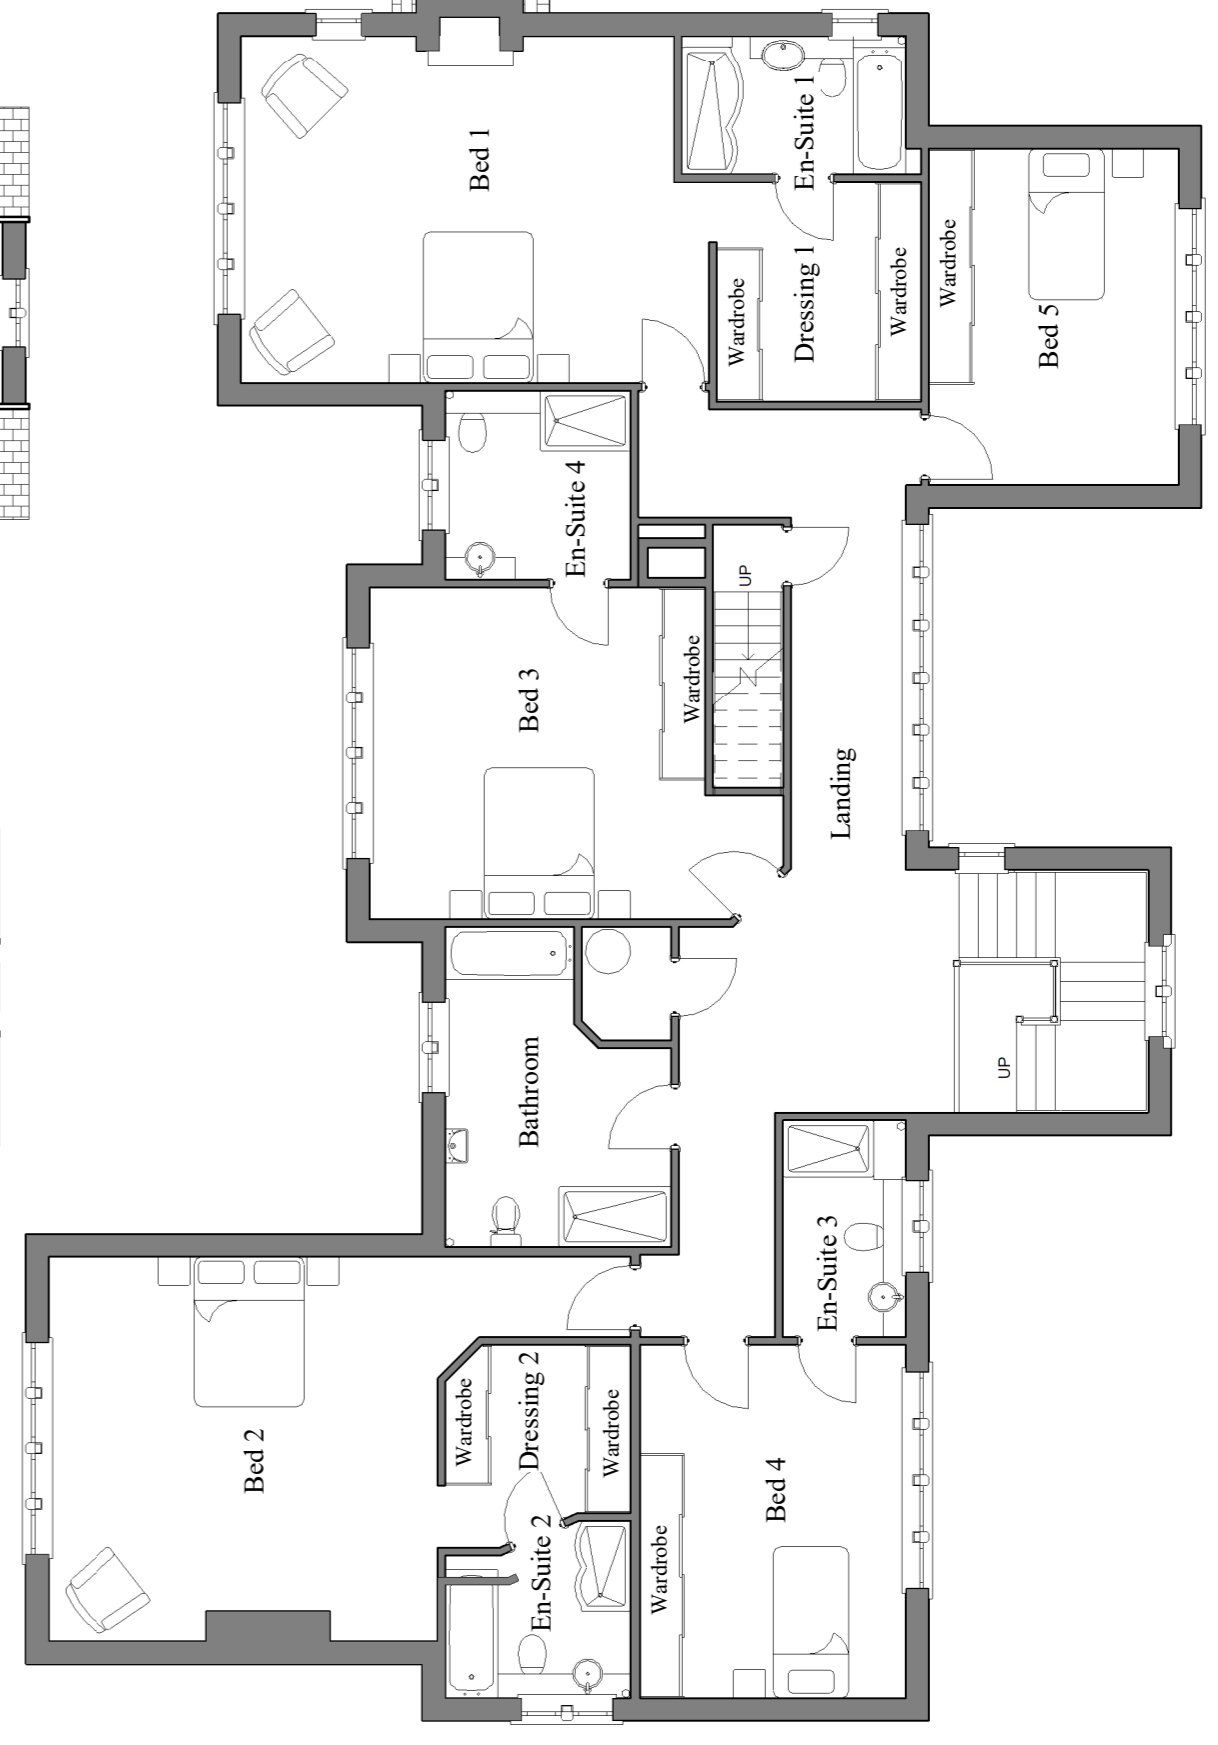 Bed 1
En-Suite 1
Wardrobe
Dressing 1
Wardrobe
Wardrobe
Bed 5
En-Suite 4
UP
Bed 3
Wardrobe
Landing
Bathroom
UP
En-Suite 3
Bed 2
Wardrobe
Dressing 2
Wardrobe
En-Suite 2
Wardrobe
Bed 4